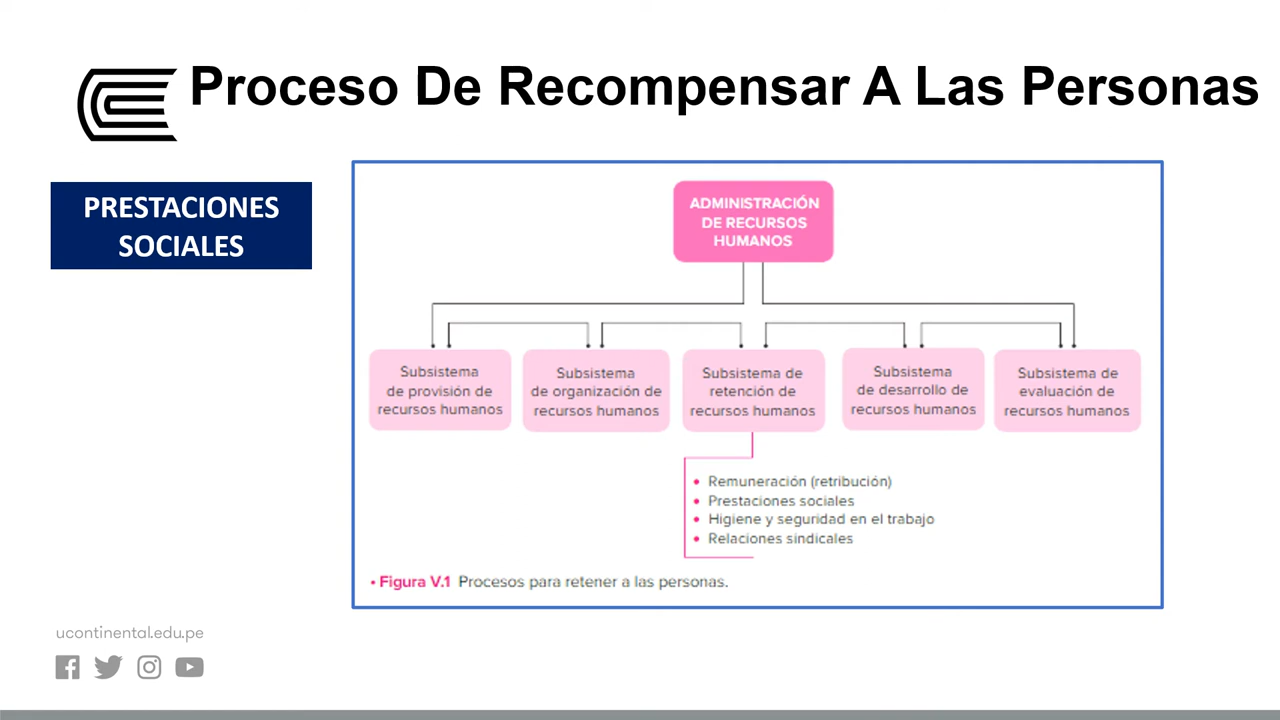 Proceso De Recompensar A Las Personas
PRESTACIONES
SOCIALES
ADMINISTRACIÓN
DE RECURSOS
HUMANOS
Subsistema
de provisión de
recursos humanos
Subsistema
de organización de
recursos humanos
Subsistema de
retención de
recursos humanos
Subsistema
de desarrollo de
recursos humanos
Subsistema de
evaluación de
recursos humanos
• Remuneración (retribución)
• Prestaciones sociales
• Higiene y seguridad en el trabajo
• Relaciones sindicales
• Figura V.1 Procesos para retener a las personas.
ucontinental.edu.pe